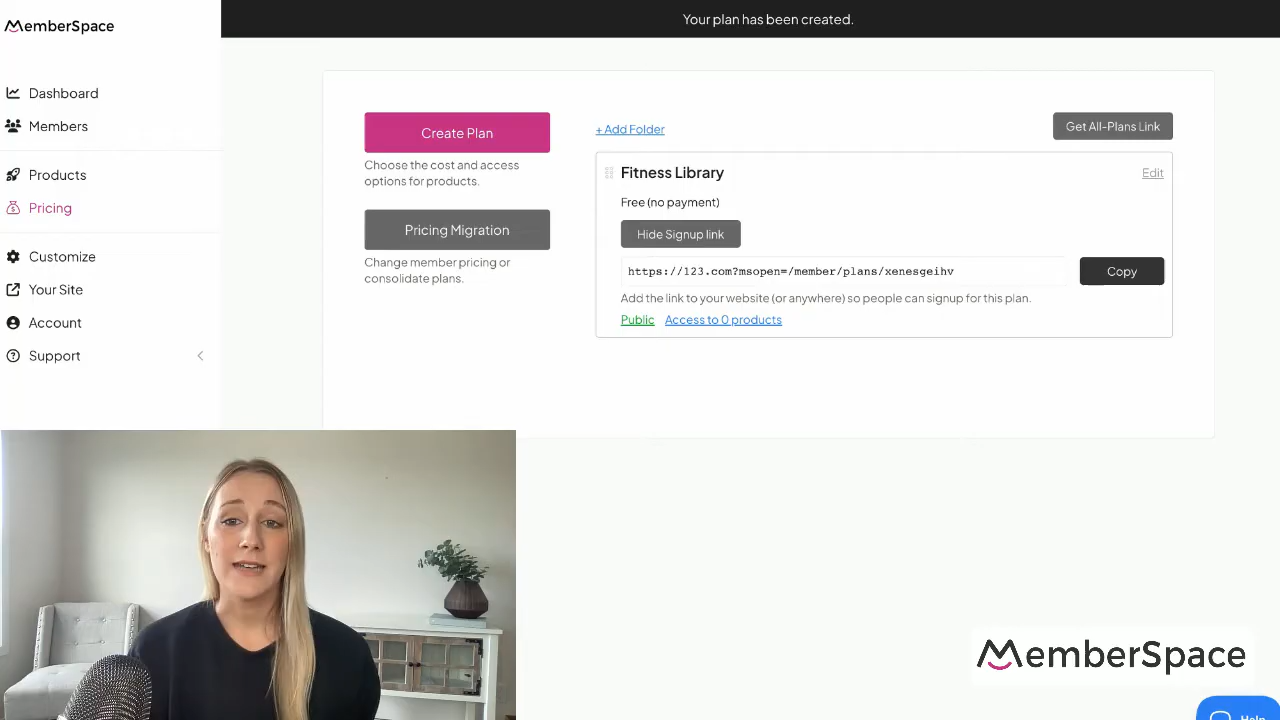 MemberSpace
Your plan has been created.
Dashboard
Members
Products
Pricing
Customize
Your Site
Account
Support
Create Plan
Choose the cost and access
options for products.
Pricing Migration
Change member pricing or
consolidate plans.
+ Add Folder
Get All-Plans Link
Fitness Library
Edit
Free (no payment)
Hide Signup link
https://123.com?msopen=/member/plans/xenesgeihv
Copy
Add the link to your website (or anywhere) so people can signup for this plan.
Public Access to 0 products
MemberSpace
Help